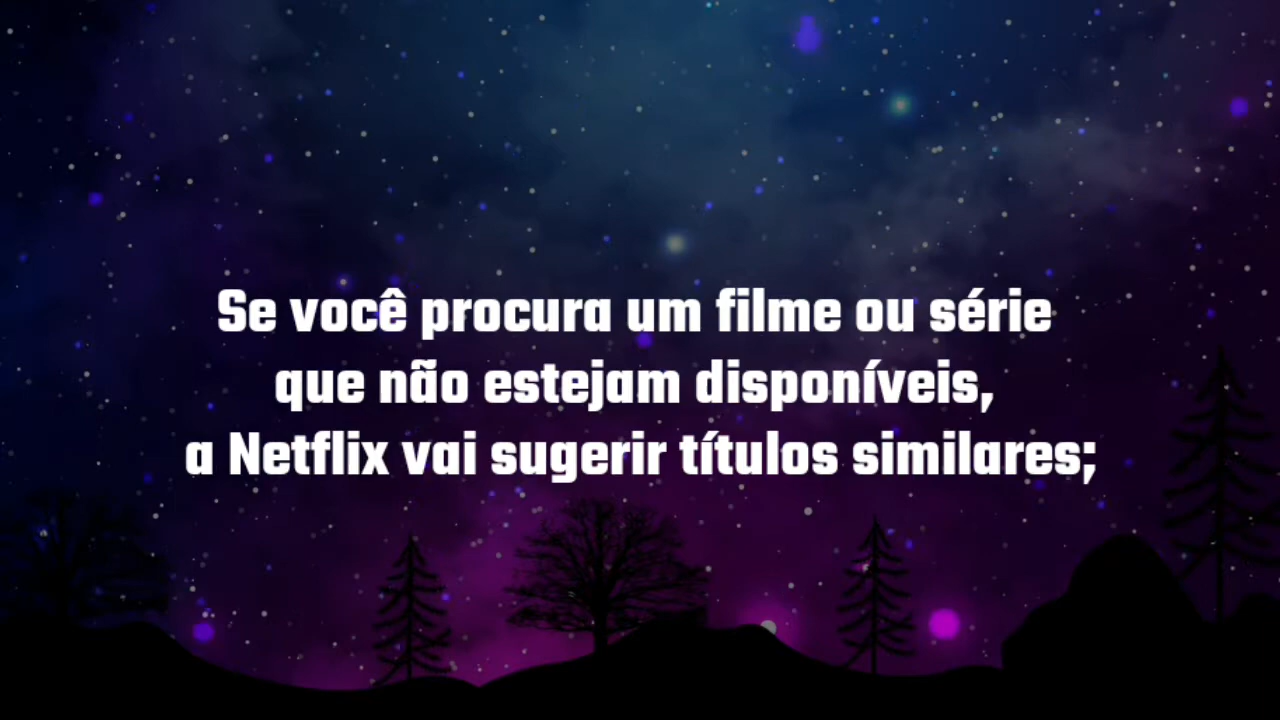 Se você procura um filme ou série
que não estejam disponíveis,
a Netflix vai sugerir títulos similares;